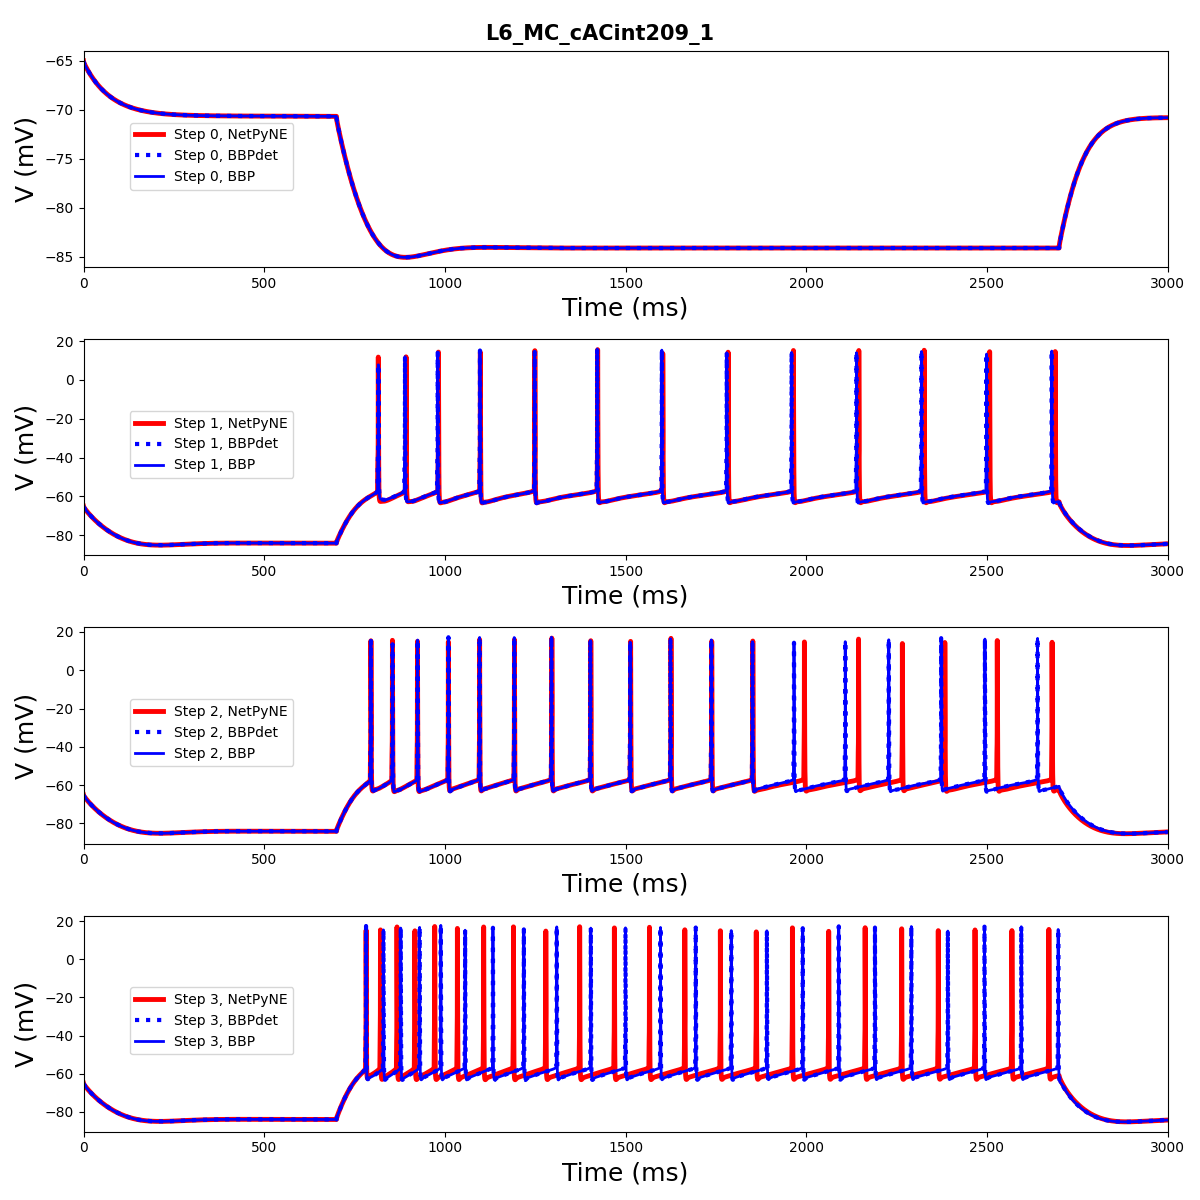 L6_MC_cACint209_1
−65
−70
−75
−80
−85
V (mV)
Step 0, NetPyNE
Step 0, BBPdet
Step 0, BBP
0 500 1000 1500 2000 2500 3000
Time (ms)
20
0
−20
−40
−60
−80
V (mV)
Step 1, NetPyNE
Step 1, BBPdet
Step 1, BBP
0 500 1000 1500 2000 2500 3000
Time (ms)
20
0
−20
−40
−60
−80
V (mV)
Step 2, NetPyNE
Step 2, BBPdet
Step 2, BBP
0 500 1000 1500 2000 2500 3000
Time (ms)
20
0
−20
−40
−60
−80
V (mV)
Step 3, NetPyNE
Step 3, BBPdet
Step 3, BBP
0 500 1000 1500 2000 2500 3000
Time (ms)